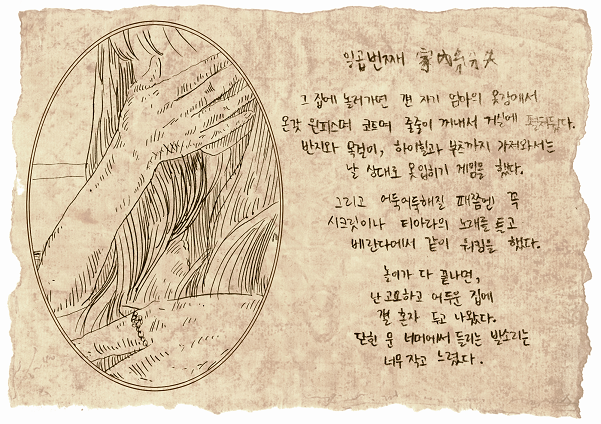 일곱번째 家內
그 집에 놀러가면 걘 자기 엄마의 옷장에서
온갖 원피스며 코트며 줄줄이 꺼내서 거실에 펼쳐뒀다.
반지와 목걸이, 하이힐과 부츠까지 가져와서는
날 상대로 옷입히기 게임을 했다.
그리고 어둑어둑해질 때쯤엔 꼭
시크릿이나 티아라의 노래를 틀고
베란다에서 같이 워킹을 했다.
놀이가 다 끝나면,
난 고요하고 어두운 집에
걜 혼자 두고 나왔다.
닫힌 문 너머에서 들리는 발소리는
너무 작고 느렸다.